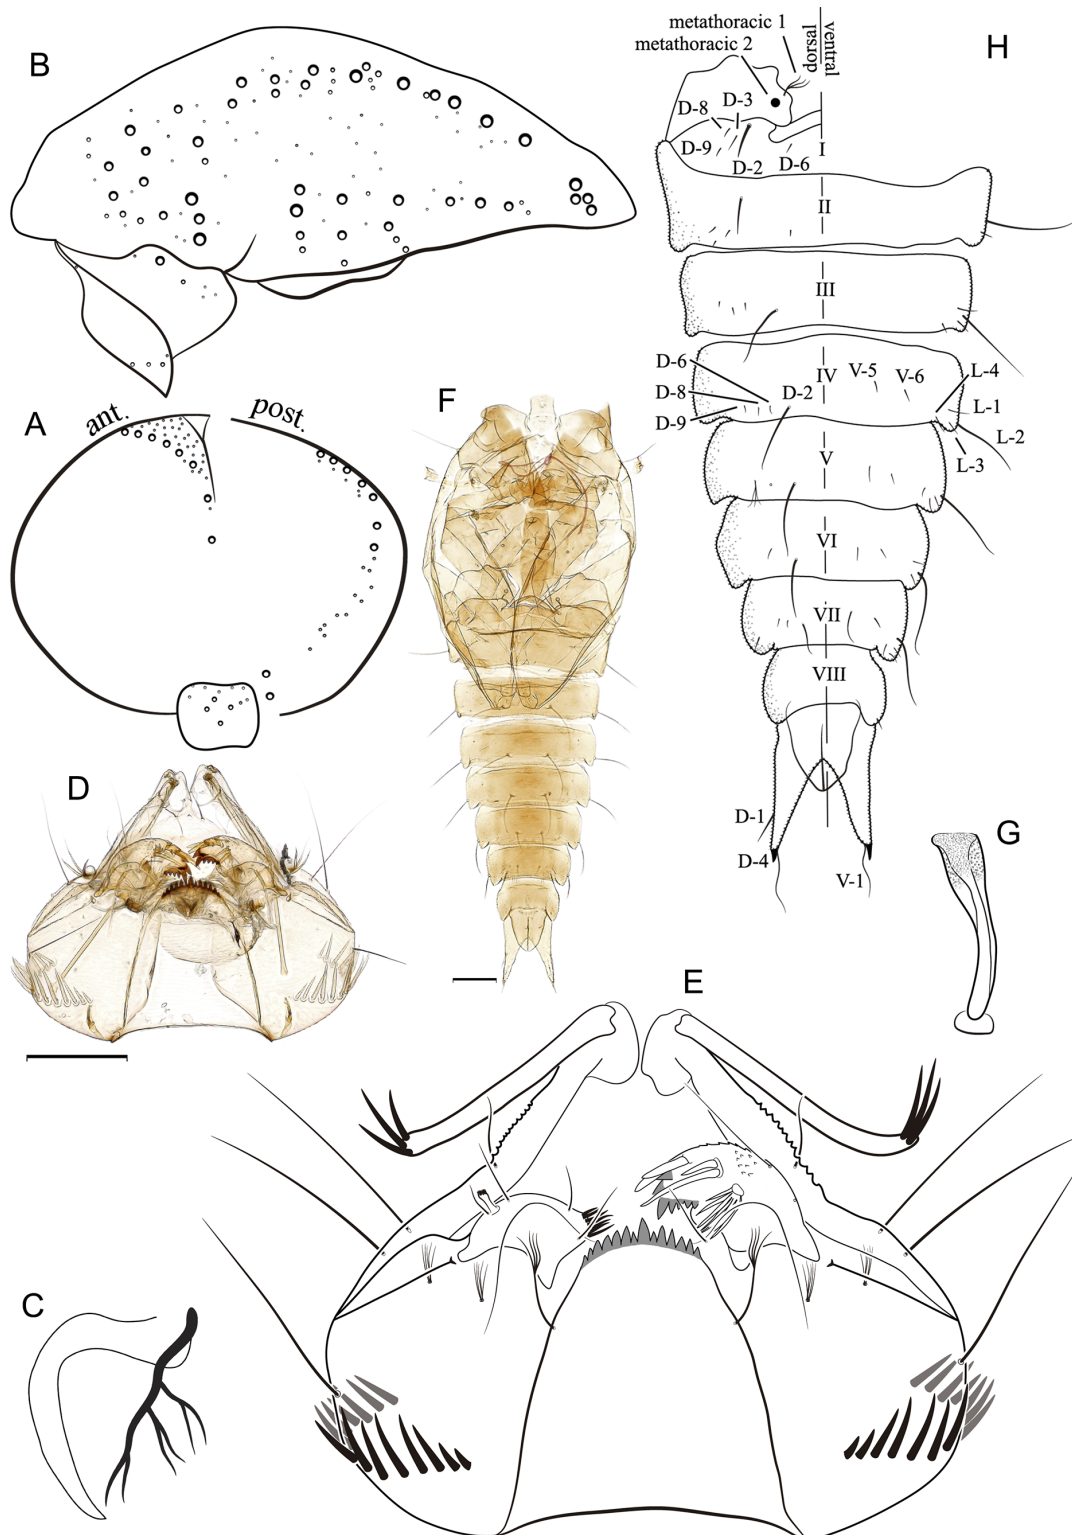 B
H
metathoracic 1
metathoracic 2
dorsal
ventral
D-8
D-3
D-9
D-2
D-6
I
II
III
D-6
D-8
D-9
D-2
IV
V-5
V-6
L-4
L-1
L-2
L-3
V
VI
VII
VIII
D-1
D-4
V-1
A
ant.
post.
F
D
G
E
C